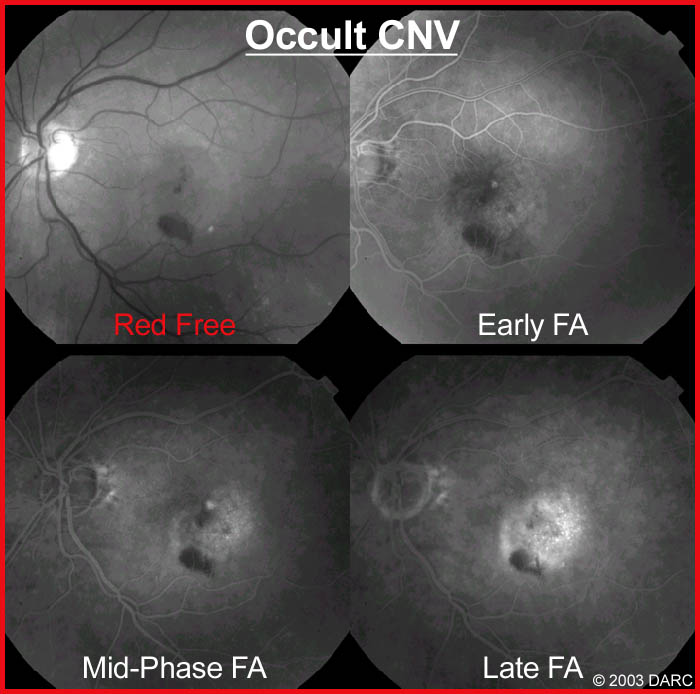 Occult CNV
Red Free
Early FA
Mid-Phase FA
Late FA
© 2003 DARC